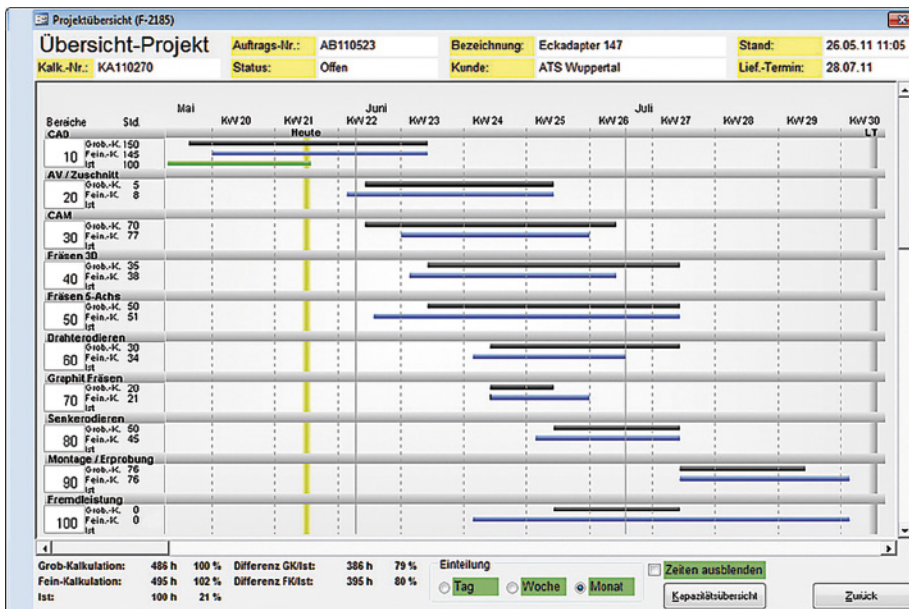 Projektübersicht (F-2185)
Übersicht-Projekt Auftrags-Nr.: AB110523 Bezeichnung: Eckadapter 147 Stand: 26.05.11 11:05
Kalk.-Nr.: KA110270 Status: Offen Kunde: ATS Wuppertal Lief.-Termin: 28.07.11
Mai Juni Juli
Bereiche Std. KW 20 KW 21 KW 22 KW 23 KW 24 KW 25 KW 26 KW 27 KW 28 KW 29 KW 30
CAD Heute LT
10 Grob.-K. 150
Fein.-K. 145
Ist 100
AV / Zuschnitt
20 Grob.-K. 5
Fein.-K. 8
Ist
CAM
30 Grob.-K. 70
Fein.-K. 77
Ist
Fräsen 3D
40 Grob.-K. 35
Fein.-K. 38
Ist
Fräsen 5-Achs
50 Grob.-K. 50
Fein.-K. 51
Ist
Drahterodieren
60 Grob.-K. 30
Fein.-K. 34
Ist
Graphit Fräsen
70 Grob.-K. 20
Fein.-K. 21
Ist
Senkerodieren
80 Grob.-K. 50
Fein.-K. 45
Ist
Montage / Erprobung
90 Grob.-K. 76
Fein.-K. 76
Ist
Fremdleistung
100 Grob.-K. 0
Fein.-K. 0
Ist
Grob-Kalkulation: 486 h 100 % Differenz GK/Ist: 386 h 79 %
Fein-Kalkulation: 495 h 102 % Differenz FK/Ist: 395 h 80 %
Ist: 100 h 21 %
Einteilung
Tag Woche Monat
Zeiten ausblenden
Kapazitätsübersicht Zurück